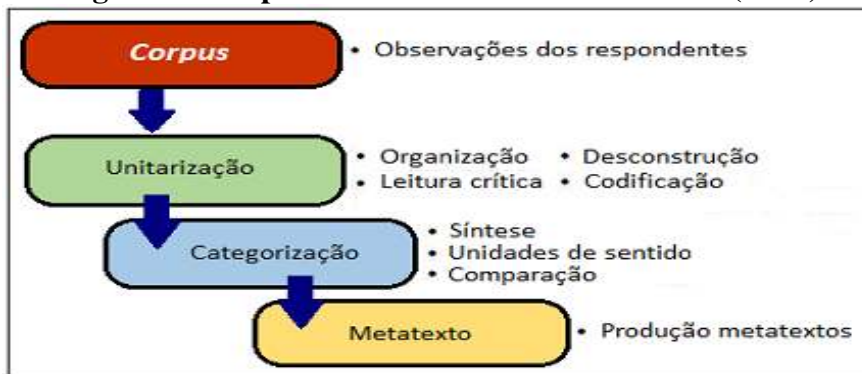 Corpus • Observações dos respondentes
Unitarização
• Organização • Desconstrução
• Leitura crítica • Codificação
Categorização
• Síntese
• Unidades de sentido
• Comparação
Metatexto • Produção metatextos